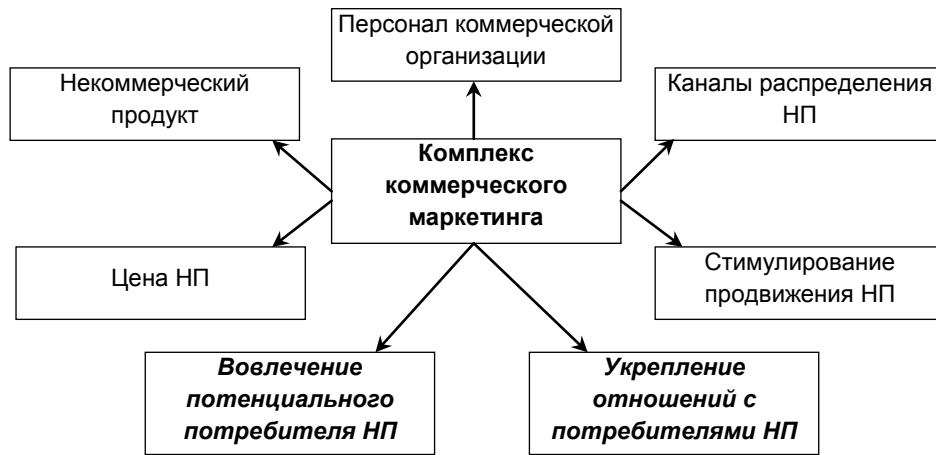 Персонал коммерческой
организации
Некоммерческий
продукт
Каналы распределения
НП
Комплекс
коммерческого
маркетинга
Цена НП
Стимулирование
продвижения НП
Вовлечение
потенциального
потребителя НП
Укрепление
отношений с
потребителями НП